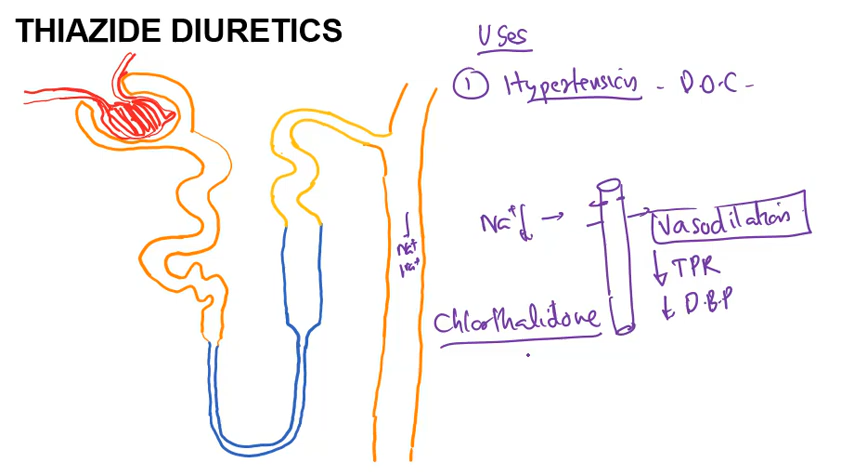 THIAZIDE DIURETICS
Uses
① Hypertension - D.O.C -
Na⁺↓ → → Vasodilation
↓ TPR
↓ D.B.P
Chlorthalidone
↓
Na⁺